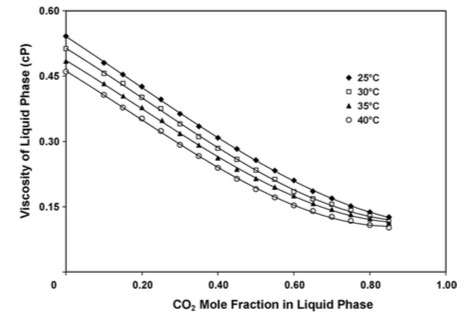 0.60
0.45
0.30
0.15
0
0.20
0.40
0.60
0.80
1.00
Viscosity of Liquid Phase (cP)
CO₂ Mole Fraction in Liquid Phase
25°C
30°C
35°C
40°C